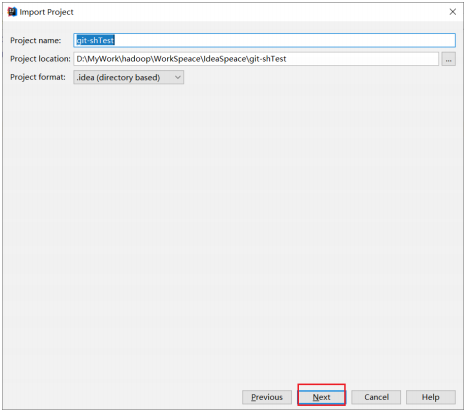 Import Project
Project name: git-shTest
Project location: D:\MyWork\hadoop\WorkSpeace\IdeaSpeace\git-shTest ...
Project format: .idea (directory based)
Previous Next Cancel Help